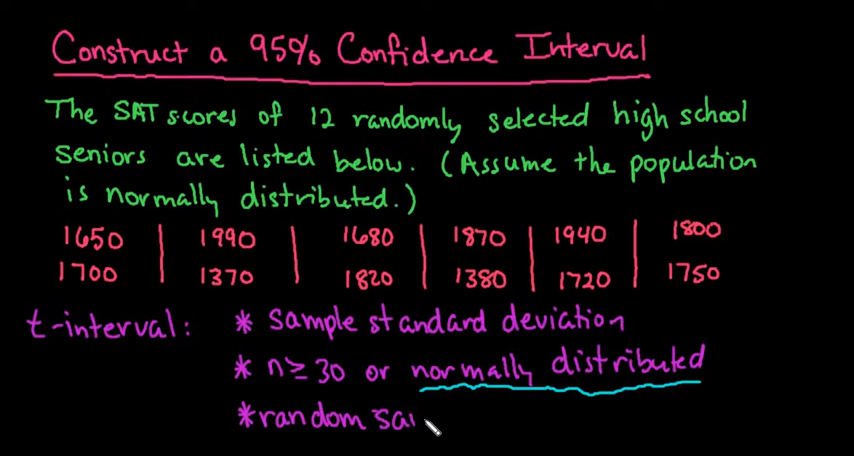 Construct a 95% Confidence Interval
The SAT scores of 12 randomly selected high school
seniors are listed below. (Assume the population
is normally distributed.)
1650 | 1990 | 1680 | 1870 | 1940 | 1800
1700 | 1370 | 1820 | 1380 | 1720 | 1750
t-interval: * sample standard deviation
* n ≥ 30 or normally distributed
* random